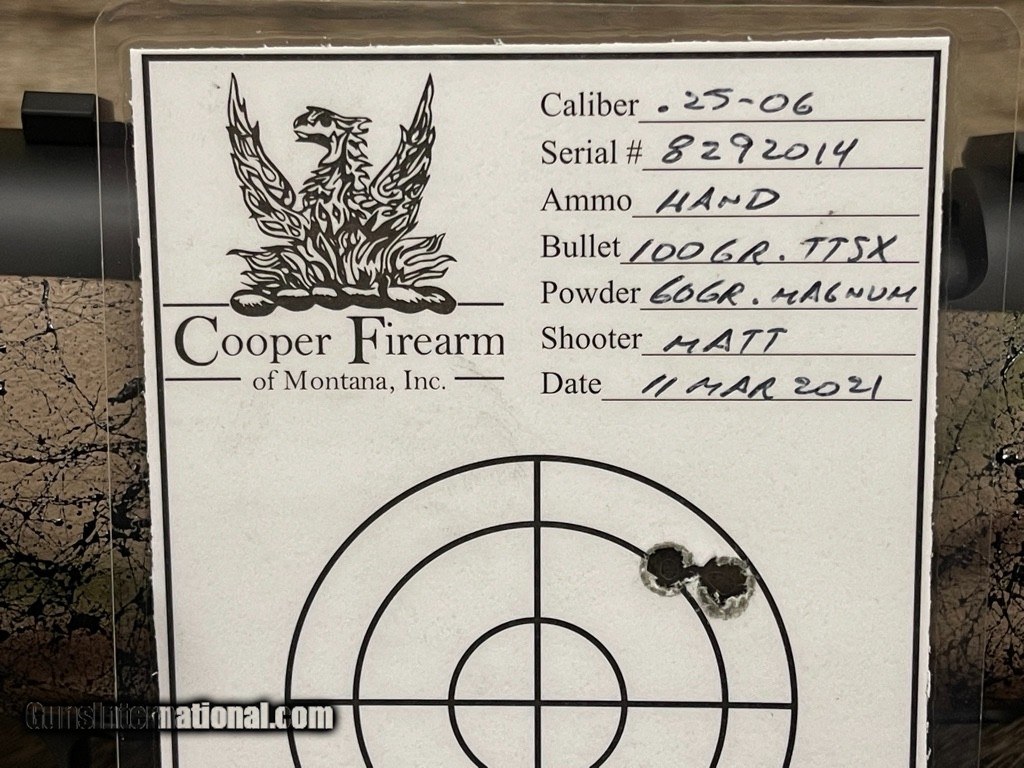 Caliber .25-06
Serial # 8292014
Ammo HAND
Bullet 100GR. TTSX
Powder 60GR. MAGNUM
Shooter MATT
Date 11 MAR 2021
Cooper Firearm
of Montana, Inc.
GunsInternational.com